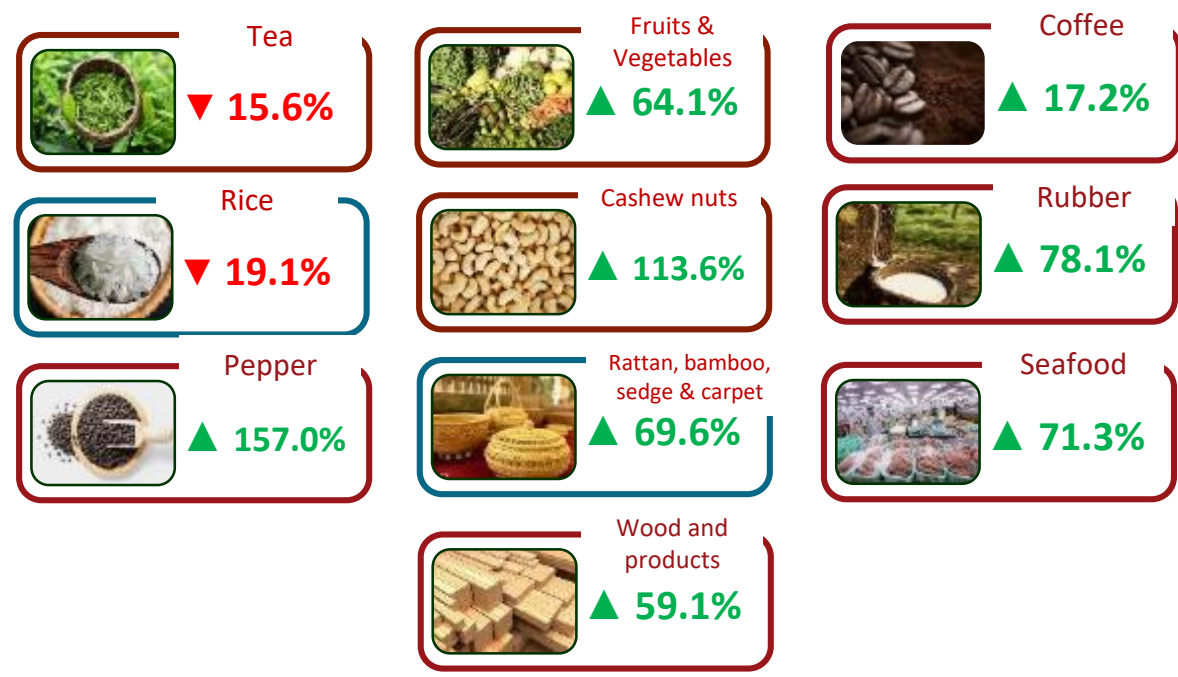 Tea
▼ 15.6%
Fruits &
Vegetables
▲ 64.1%
Coffee
▲ 17.2%
Rice
▼ 19.1%
Cashew nuts
▲ 113.6%
Rubber
▲ 78.1%
Pepper
▲ 157.0%
Rattan, bamboo,
sedge & carpet
▲ 69.6%
Seafood
▲ 71.3%
Wood and
products
▲ 59.1%